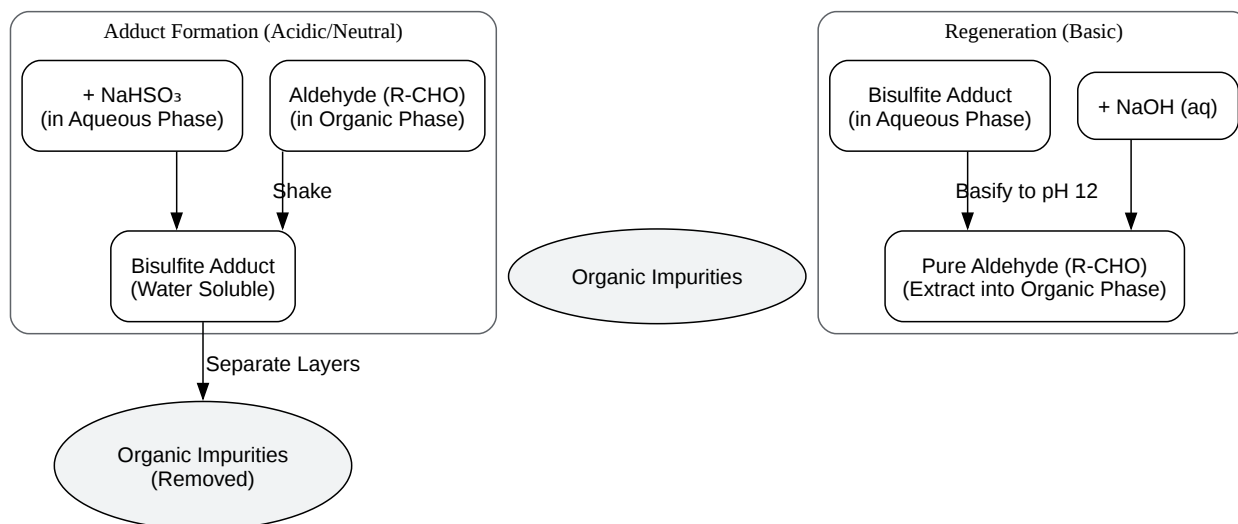 Adduct Formation (Acidic/Neutral)
+ NaHSO₃
(in Aqueous Phase)
Aldehyde (R-CHO)
(in Organic Phase)
Shake
Bisulfite Adduct
(Water Soluble)
Separate Layers
Organic Impurities
(Removed)
Organic Impurities
Regeneration (Basic)
Bisulfite Adduct
(in Aqueous Phase)
+ NaOH (aq)
Basify to pH 12
Pure Aldehyde (R-CHO)
(Extract into Organic Phase)